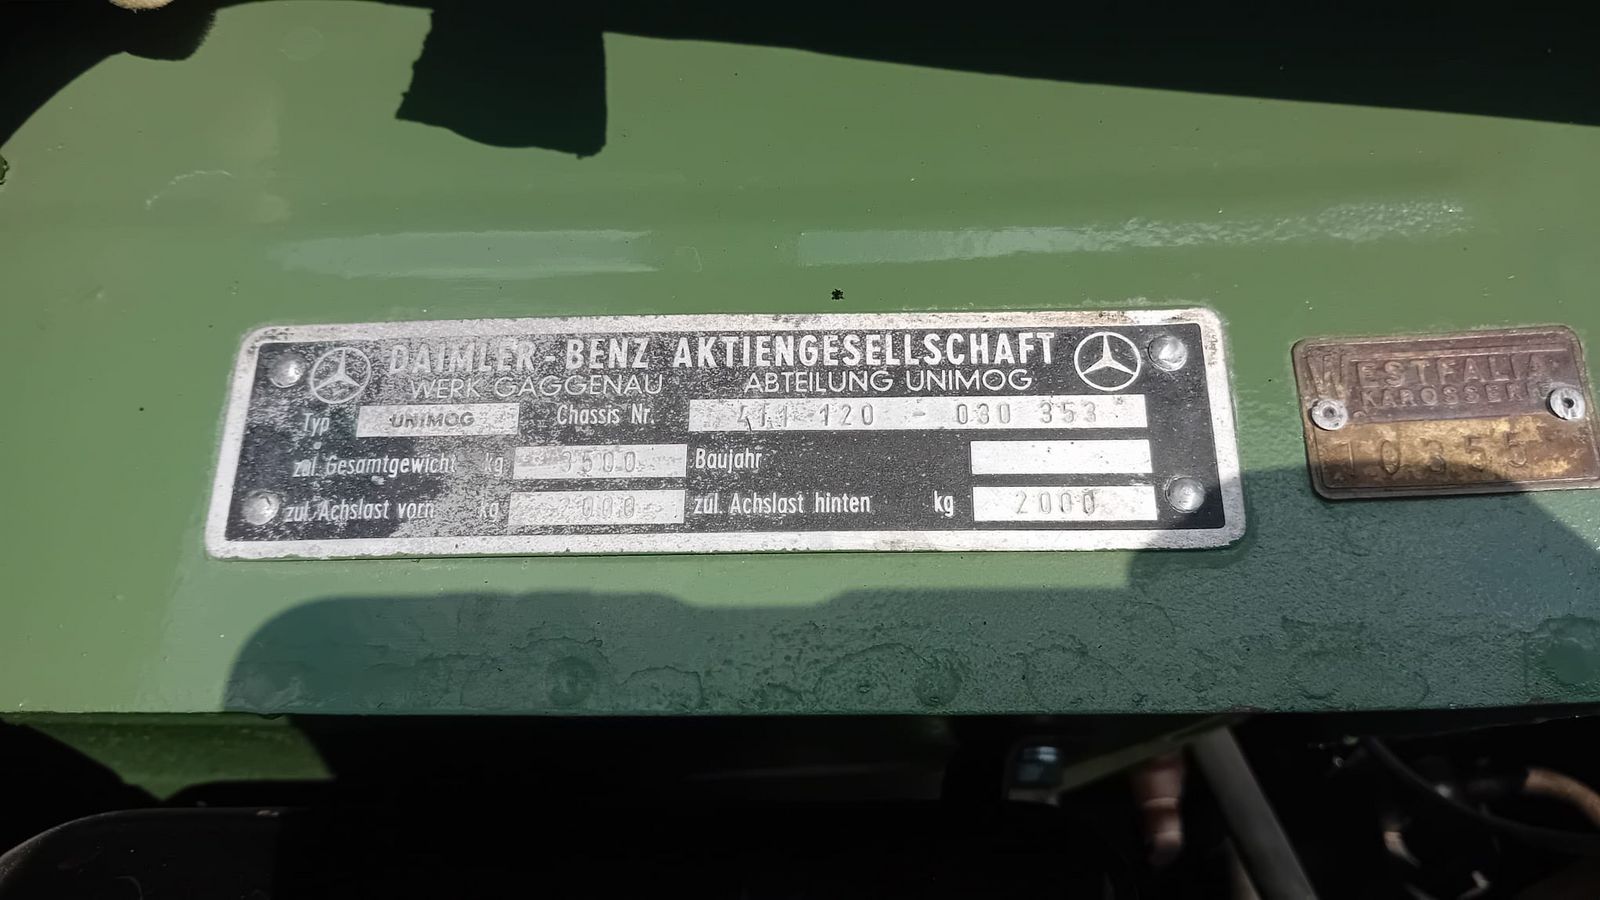 DAIMLER-BENZ AKTIENGESELLSCHAFT
WERK GAGGENAU ABTEILUNG UNIMOG
Typ UNIMOG Chassis Nr. 411 120 - 030 353
zul. Gesamtgewicht kg 3500 Baujahr
zul. Achslast vorn kg 2000 zul. Achslast hinten kg 2000
WESTFALIA
KAROSSERIE
10355